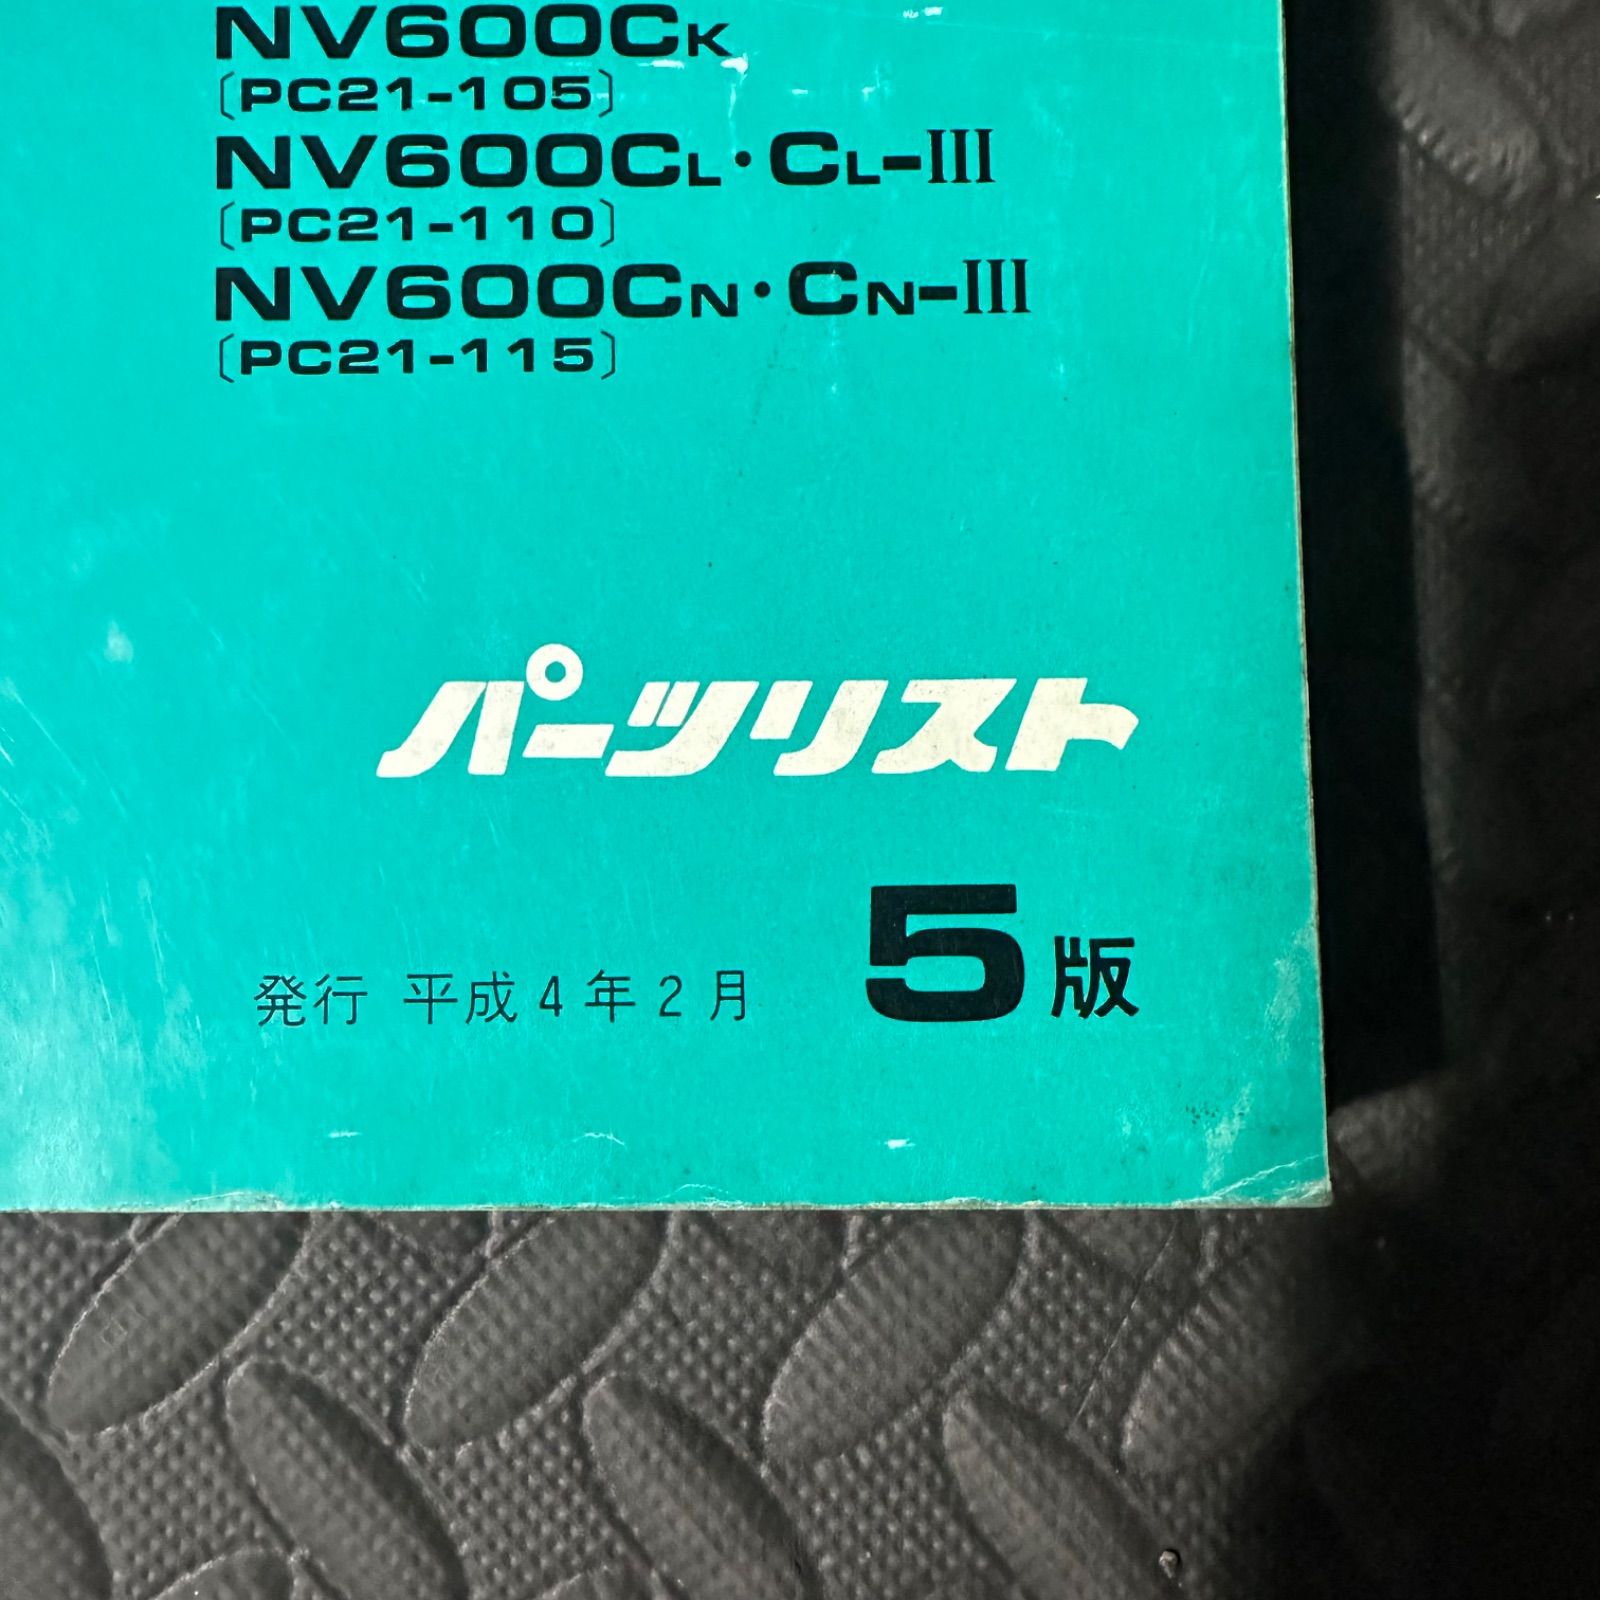 NV600CK
〔PC21-105〕
NV600CL・CL-III
〔PC21-110〕
NV600CN・CN-III
〔PC21-115〕
パーツリスト
発行 平成4年2月 5版